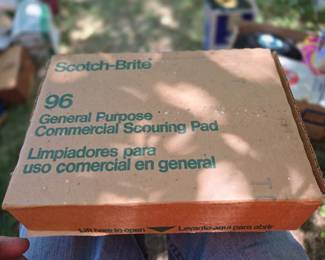 Scotch-Brite
96
General Purpose
Commercial Scouring Pad
Limpiadores para
uso comercial en general
Lift here to open Levante aqui para abrir